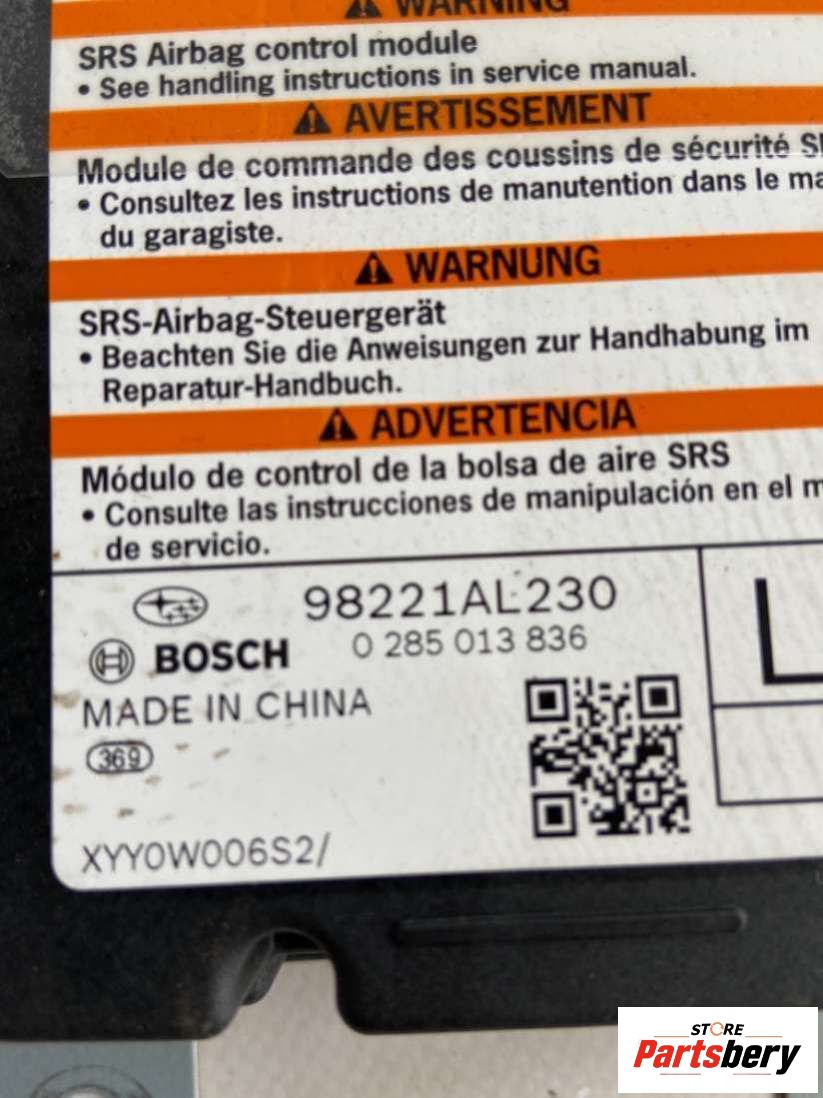 ⚠ WARNING
SRS Airbag control module
• See handling instructions in service manual.
⚠ AVERTISSEMENT
Module de commande des coussins de sécurité
• Consultez les instructions de manutention dans le
du garagiste.
⚠ WARNUNG
SRS-Airbag-Steuergerät
• Beachten Sie die Anweisungen zur Handhabung im
Reparatur-Handbuch.
⚠ ADVERTENCIA
Módulo de control de la bolsa de aire SRS
• Consulte las instrucciones de manipulación en el
de servicio.
98221AL230
BOSCH 0 285 013 836
L
MADE IN CHINA
369
XYY0W006S2/
STORE
Partsbery